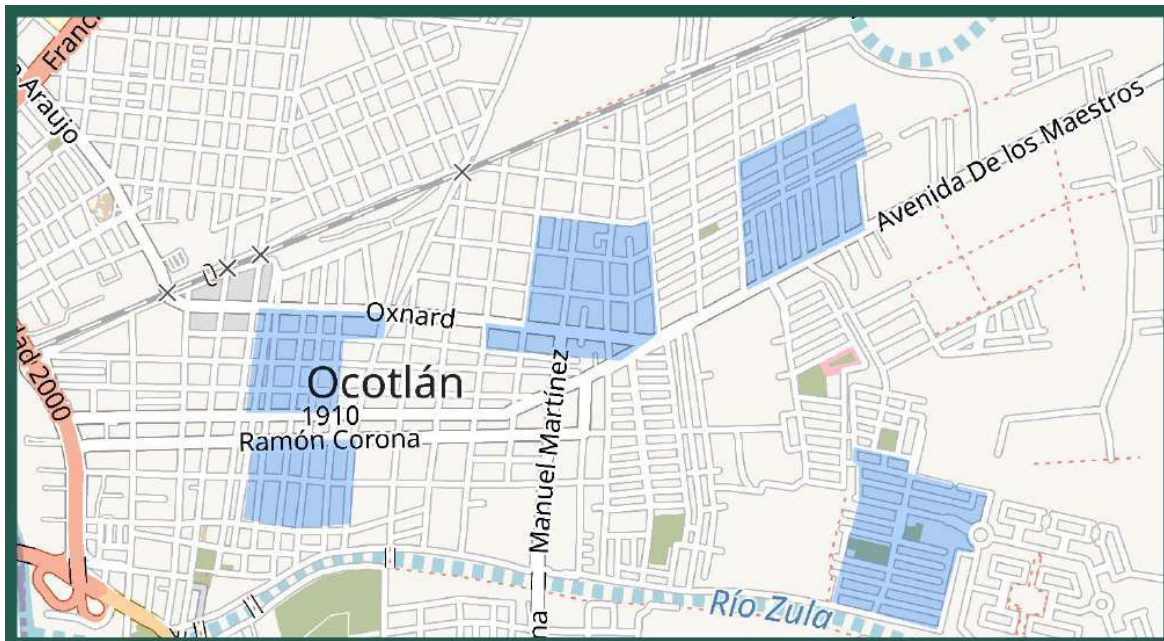 Franc
Araujo
Avenida De los Maestros
Oxnard
dad 2000
Ocotlán
1910
Ramón Corona
Manuel Martínez
na
Río Zula